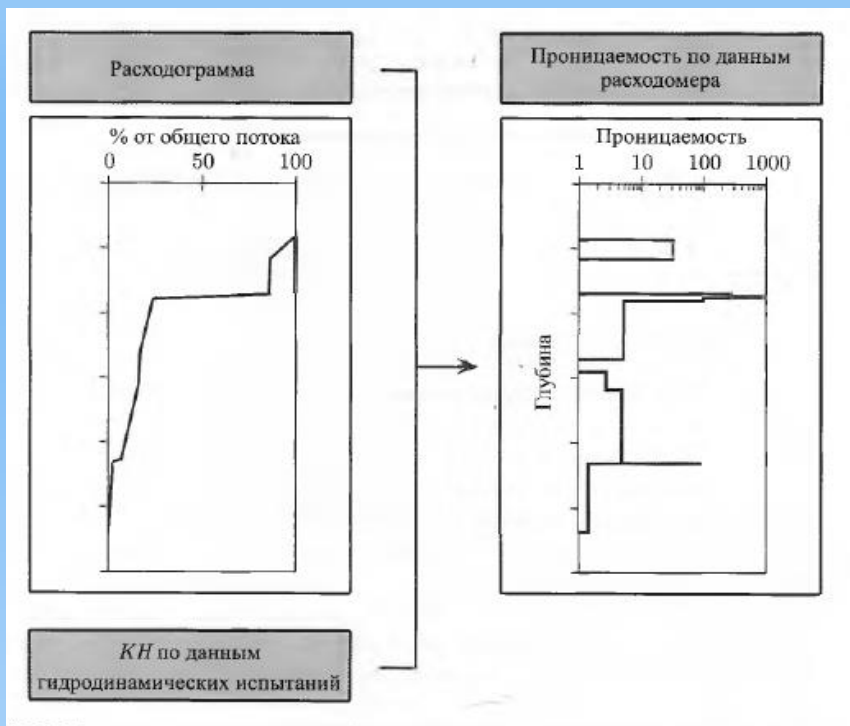 Расходограмма
% от общего потока
0 50 100
KH по данным
гидродинамических испытаний
Проницаемость по данным
расходомера
Проницаемость
1 10 100 1000
Глубина